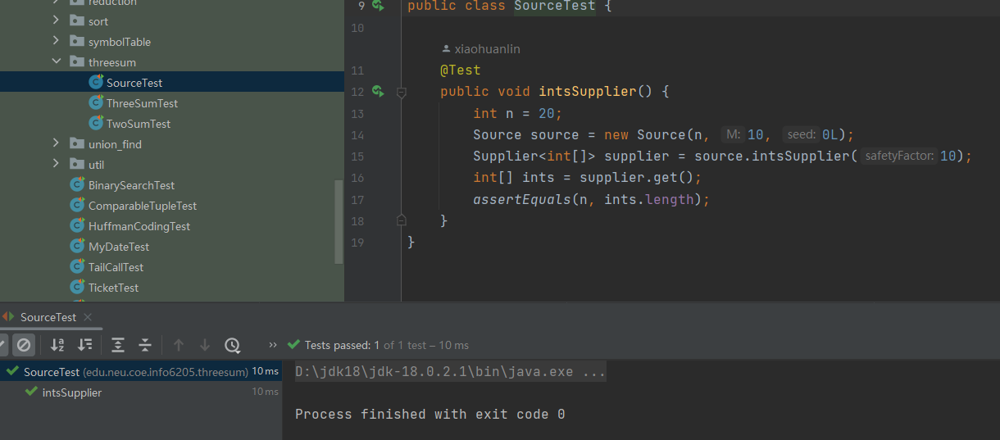 reduction
sort
symbolTable
threesum
SourceTest
ThreeSumTest
TwoSumTest
union_find
util
BinarySearchTest
ComparableTupleTest
HuffmanCodingTest
MyDateTest
TailCallTest
TicketTest
9 public class SourceTest {
10
xiaohuanlin
11 @Test
12 public void intsSupplier() {
13 int n = 20;
14 Source source = new Source(n, M: 10, seed: 0L);
15 Supplier<int[]> supplier = source.intsSupplier( safetyFactor: 10);
16 int[] ints = supplier.get();
17 assertEquals(n, ints.length);
18 }
19 }
SourceTest
Tests passed: 1 of 1 test – 10 ms
SourceTest (edu.neu.coe.info6205.threesum) 10 ms
intsSupplier 10 ms
D:\jdk18\jdk-18.0.2.1\bin\java.exe ...
Process finished with exit code 0